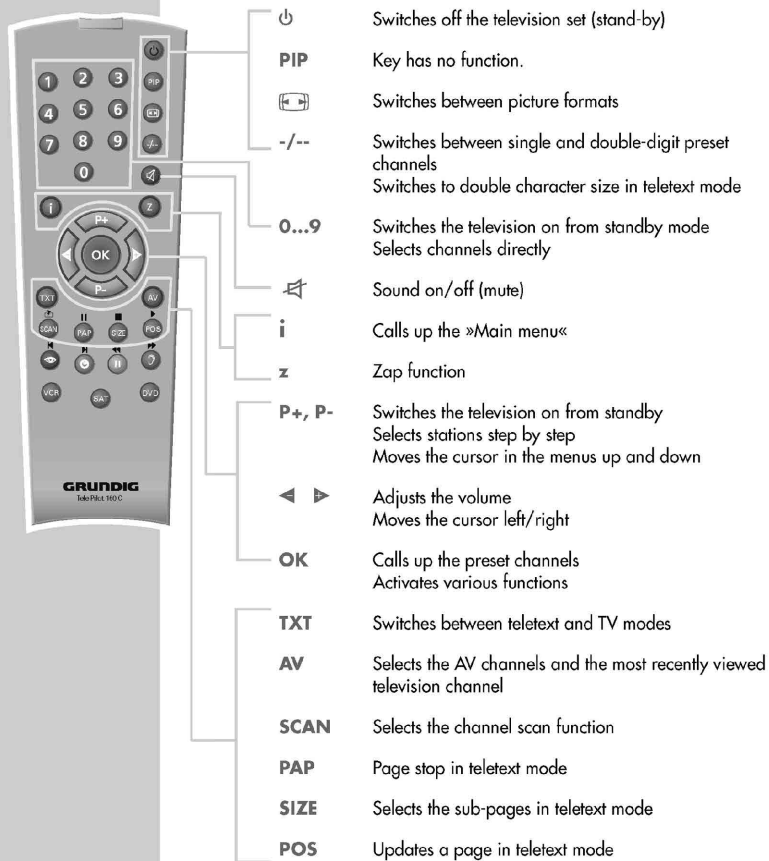 ⏻ Switches off the television set (stand-by)
PIP Key has no function.
Switches between picture formats
-/-- Switches between single and double-digit preset
channels
Switches to double character size in teletext mode
0...9 Switches the television on from standby mode
Selects channels directly
Sound on/off (mute)
i Calls up the »Main menu«
z Zap function
P+, P- Switches the television on from standby
Selects stations step by step
Moves the cursor in the menus up and down
◀ ▶ Adjusts the volume
Moves the cursor left/right
OK Calls up the preset channels
Activates various functions
TXT Switches between teletext and TV modes
AV Selects the AV channels and the most recently viewed
television channel
SCAN Selects the channel scan function
PAP Page stop in teletext mode
SIZE Selects the sub-pages in teletext mode
POS Updates a page in teletext mode
1 2 3 PIP
4 5 6
7 8 9 -/--
0
i z
P+
OK
P-
TXT AV
SCAN PAP SIZE POS
VCR SAT DVD
GRUNDIG
Tele Pilot 160 C